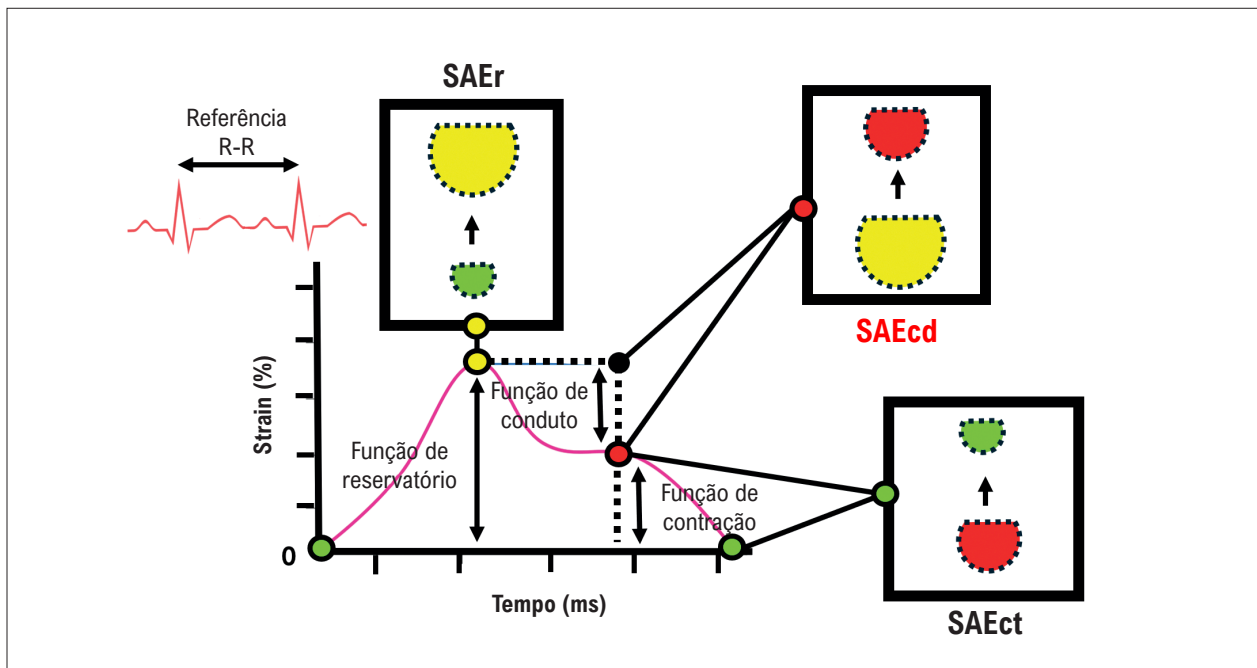 SAEr
Referência
R-R
SAEcd
Strain (%)
Função de
conduto
Função de
reservatório
Função de
contração
0
Tempo (ms)
SAEct